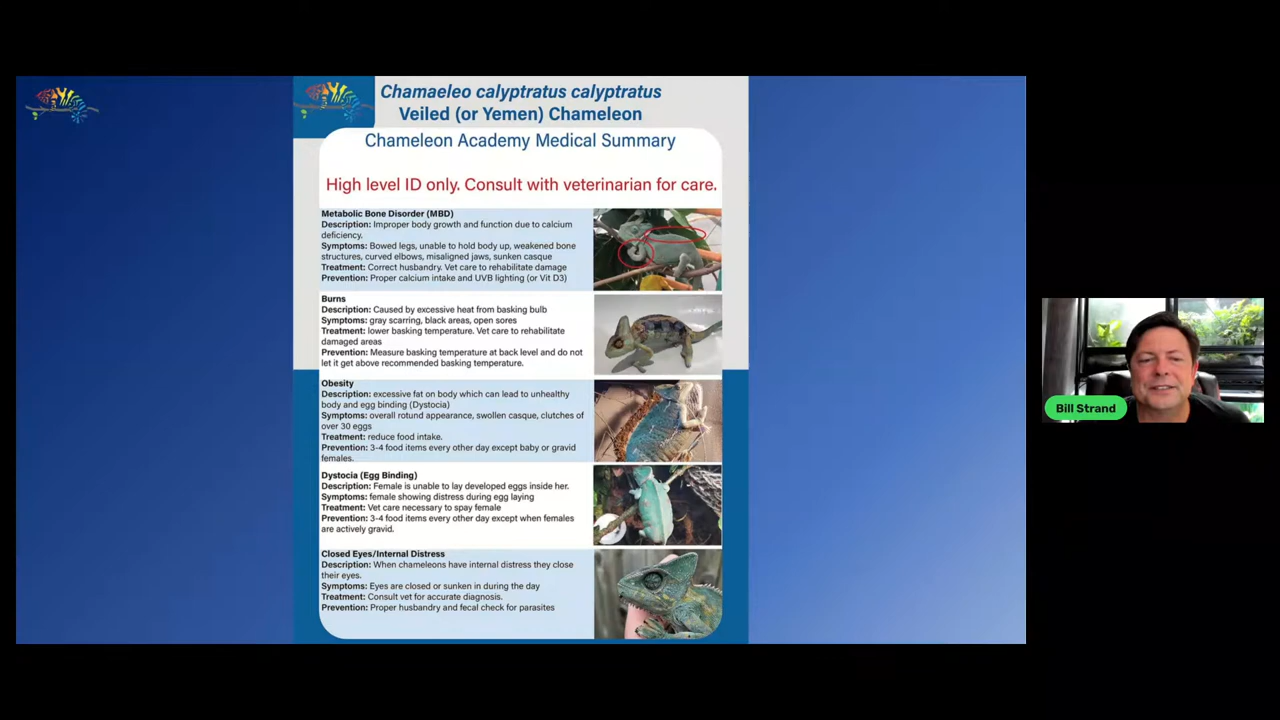 Chamaeleo calyptratus calyptratus
Veiled (or Yemen) Chameleon
Chameleon Academy Medical Summary
High level ID only. Consult with veterinarian for care.
Metabolic Bone Disorder (MBD)
Description: Improper body growth and function due to calcium
deficiency.
Symptoms: Bowed legs, unable to hold body up, weakened bone
structures, curved elbows, misaligned jaws, sunken casque
Treatment: Correct husbandry. Vet care to rehabilitate damage
Prevention: Proper calcium intake and UVB lighting (or Vit D3)
Burns
Description: Caused by excessive heat from basking bulb
Symptoms: gray scarring, black areas, open sores
Treatment: lower basking temperature. Vet care to rehabilitate
damaged areas
Prevention: Measure basking temperature at back level and do not
let it get above recommended basking temperature.
Obesity
Description: excessive fat on body which can lead to unhealthy
body and egg binding (Dystocia)
Symptoms: overall rotund appearance, swollen casque, clutches of
over 30 eggs
Treatment: reduce food intake.
Prevention: 3-4 food items every other day except baby or gravid
females.
Dystocia (Egg Binding)
Description: Female is unable to lay developed eggs inside her.
Symptoms: female showing distress during egg laying
Treatment: Vet care necessary to spay female
Prevention: 3-4 food items every other day except when females
are actively gravid.
Closed Eyes/Internal Distress
Description: When chameleons have internal distress they close
their eyes.
Symptoms: Eyes are closed or sunken in during the day
Treatment: Consult vet for accurate diagnosis.
Prevention: Proper husbandry and fecal check for parasites
Bill Strand